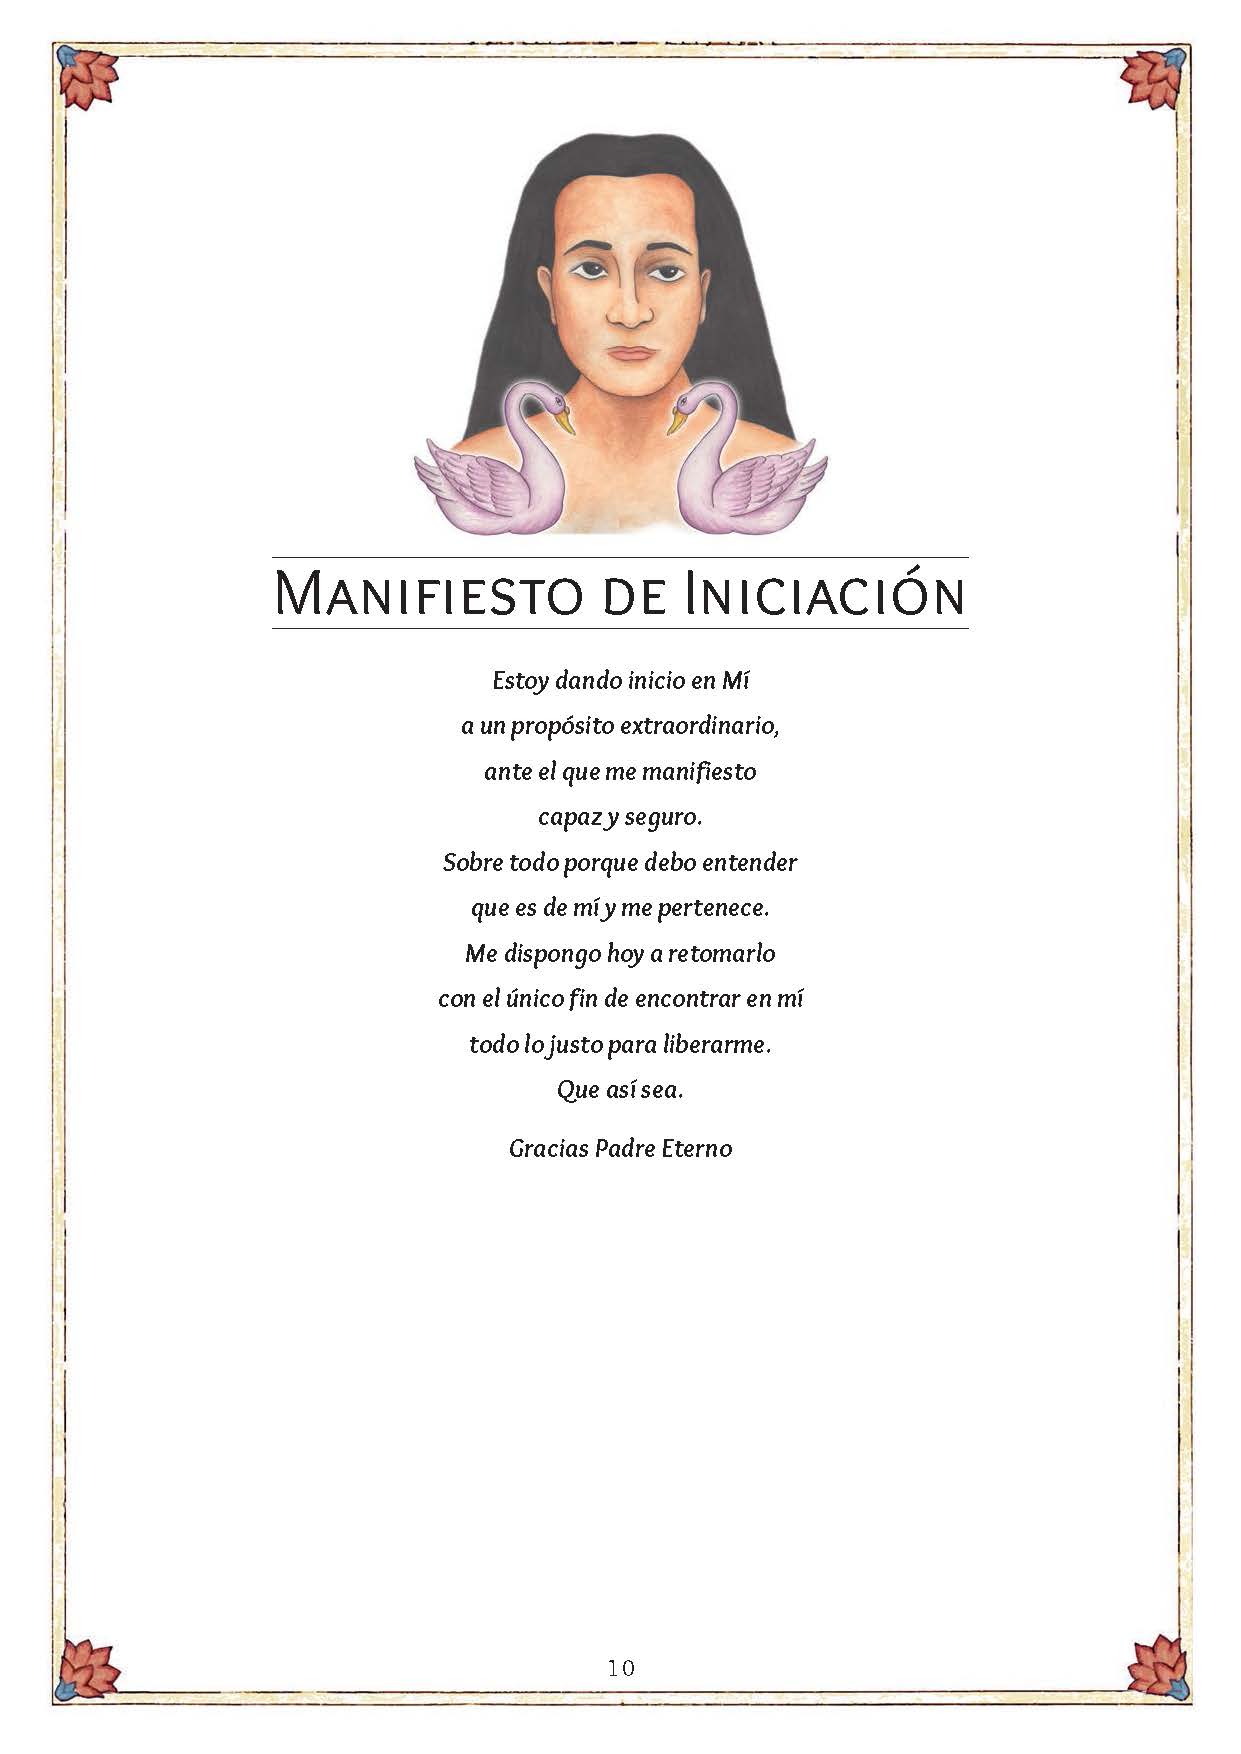 Manifiesto de Iniciación
Estoy dando inicio en Mí
a un propósito extraordinario,
ante el que me manifiesto
capaz y seguro.
Sobre todo porque debo entender
que es de mí y me pertenece.
Me dispongo hoy a retomarlo
con el único fin de encontrar en mí
todo lo justo para liberarme.
Que así sea.
Gracias Padre Eterno
10